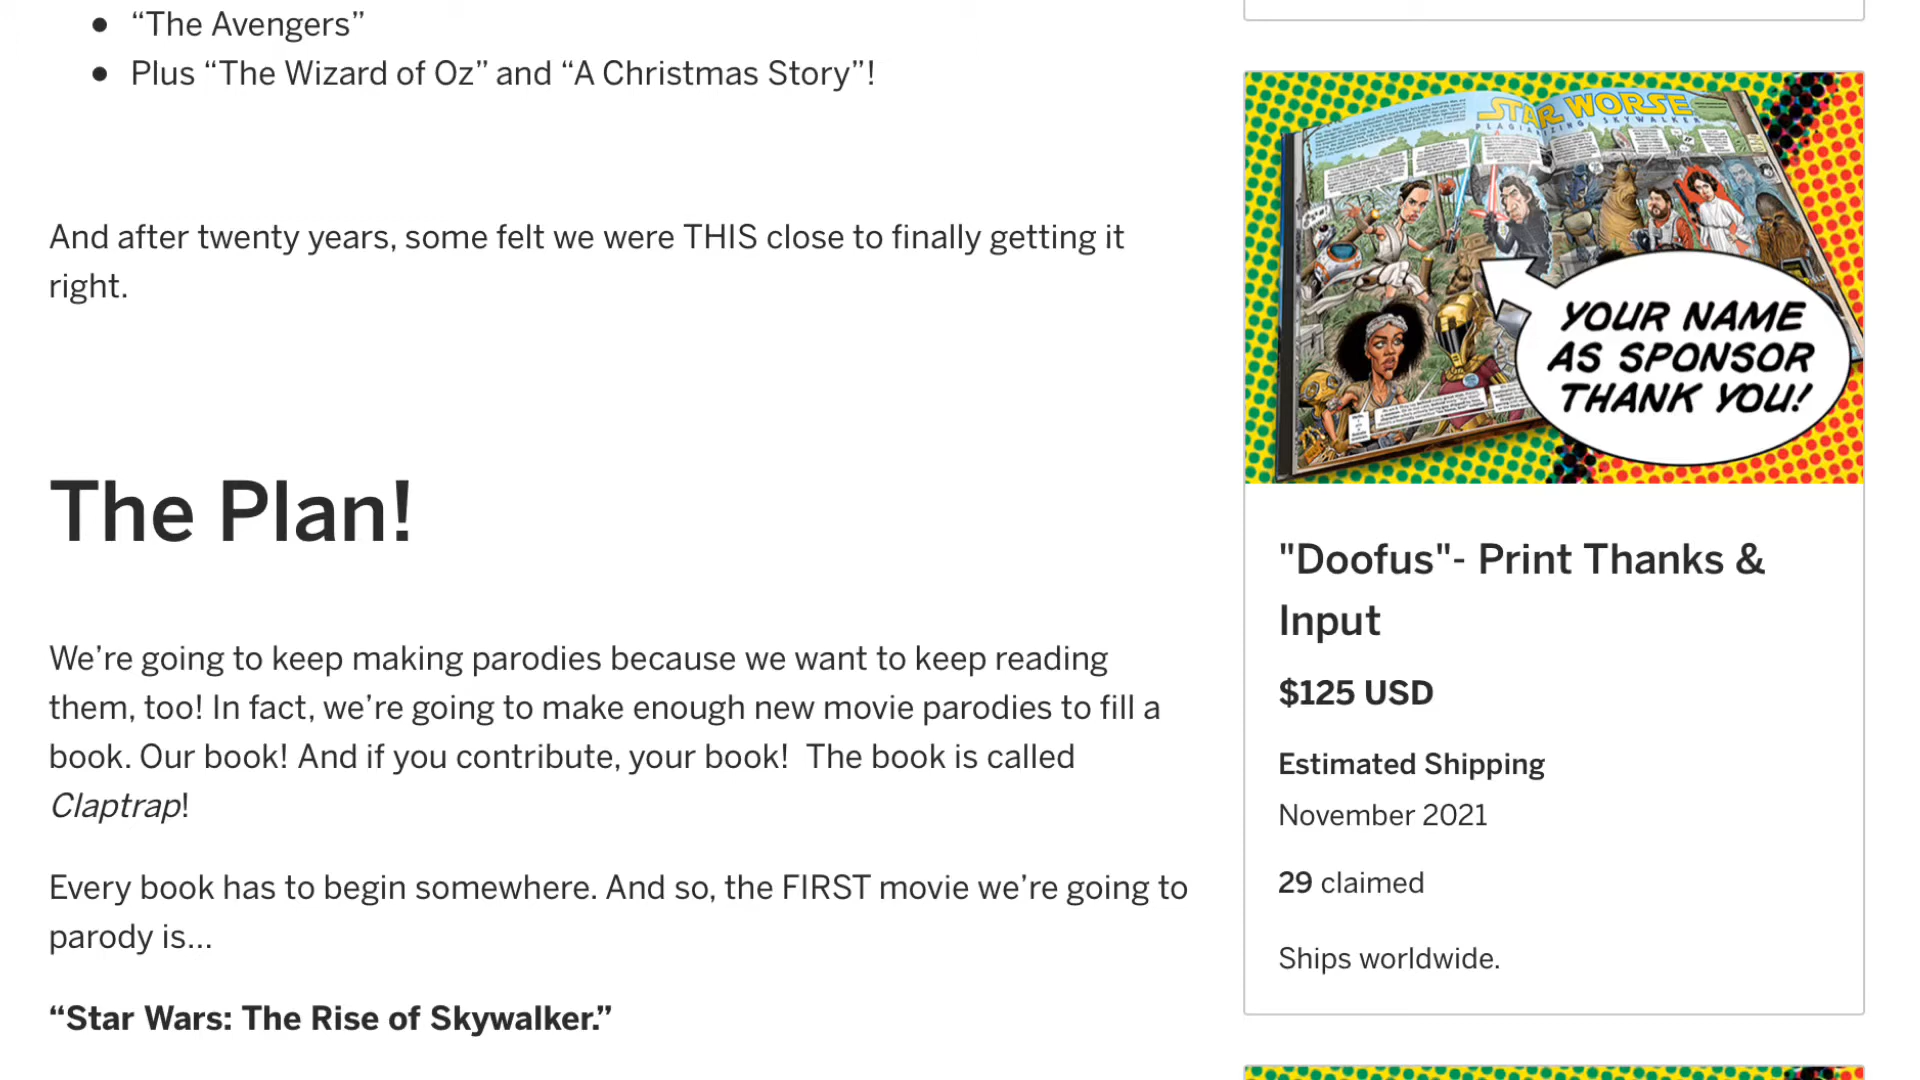 • “The Avengers”
• Plus “The Wizard of Oz” and “A Christmas Story”!
And after twenty years, some felt we were THIS close to finally getting it
right.
The Plan!
We’re going to keep making parodies because we want to keep reading
them, too! In fact, we’re going to make enough new movie parodies to fill a
book. Our book! And if you contribute, your book!  The book is called
Claptrap!
Every book has to begin somewhere. And so, the FIRST movie we’re going to
parody is...
“Star Wars: The Rise of Skywalker.”
STAR WORSE
PLAGIARIZING SKYWALKER
YOUR NAME
AS SPONSOR
THANK YOU!
"Doofus"- Print Thanks &
Input
$125 USD
Estimated Shipping
November 2021
29 claimed
Ships worldwide.